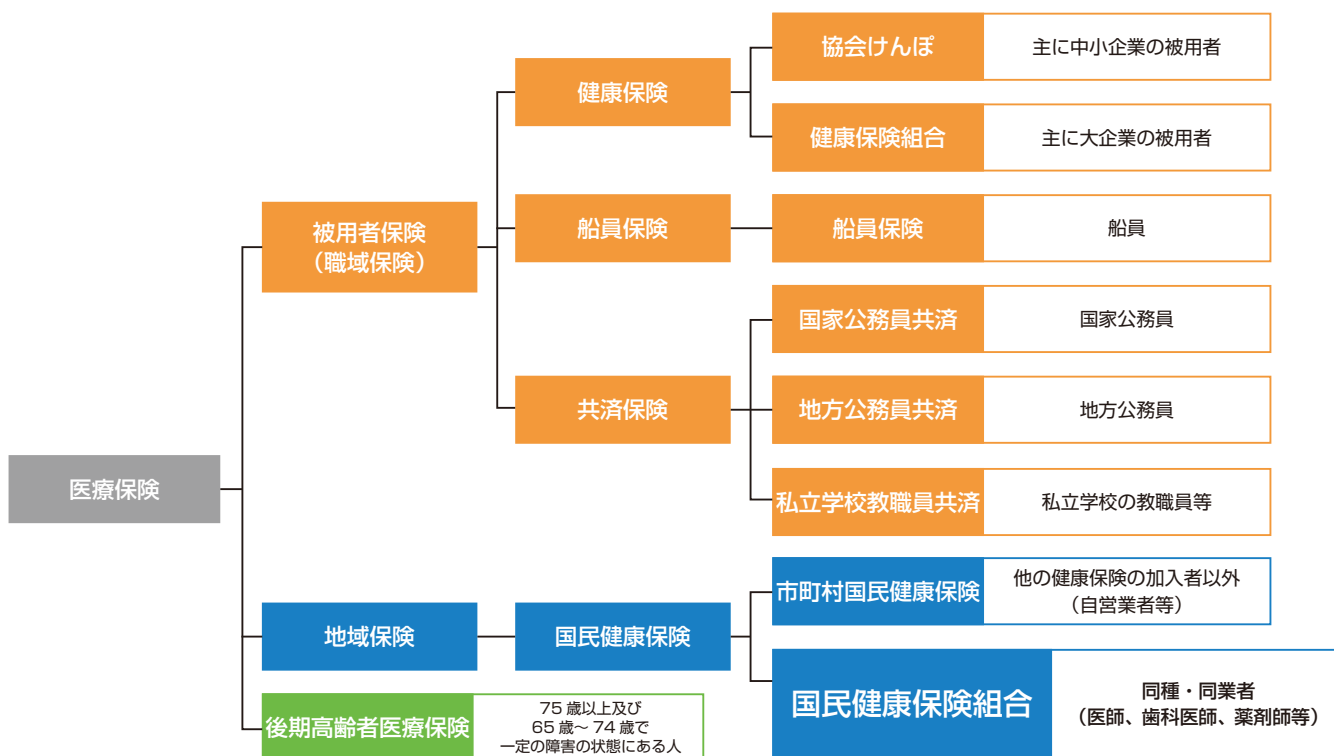 協会けんぽ
主に中小企業の被用者
健康保険
健康保険組合
主に大企業の被用者
被用者保険
（職域保険）
船員保険
船員保険
船員
国家公務員共済
国家公務員
共済保険
地方公務員共済
地方公務員
医療保険
私立学校教職員共済
私立学校の教職員等
市町村国民健康保険
他の健康保険の加入者以外
（自営業者等）
地域保険
国民健康保険
国民健康保険組合
同種・同業者
（医師、歯科医師、薬剤師等）
後期高齢者医療保険
75 歳以上及び
65 歳～ 74 歳で
一定の障害の状態にある人